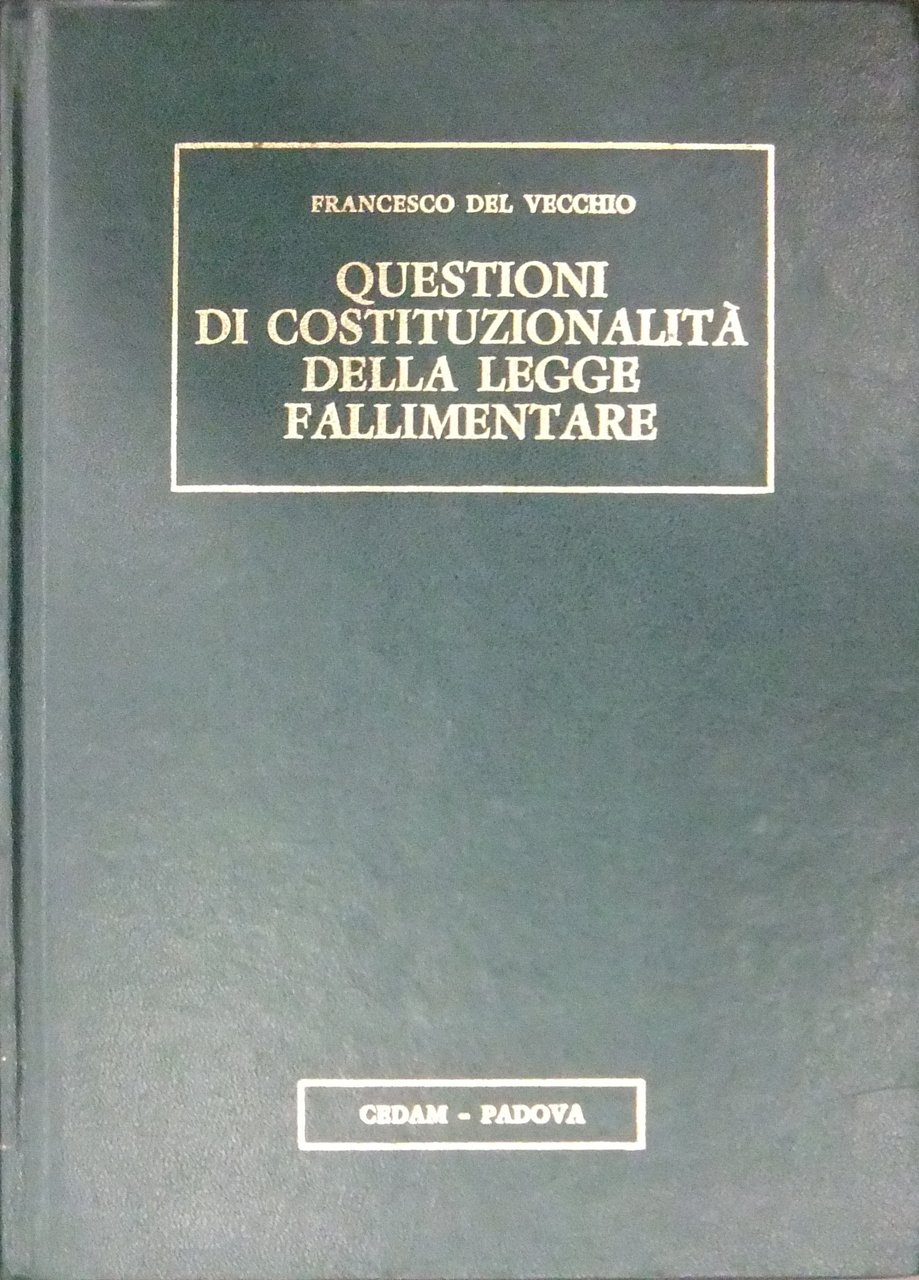 FRANCESCO DEL VECCHIO
QUESTIONI
DI COSTITUZIONALITÀ
DELLA LEGGE
FALLIMENTARE
CEDAM - PADOVA